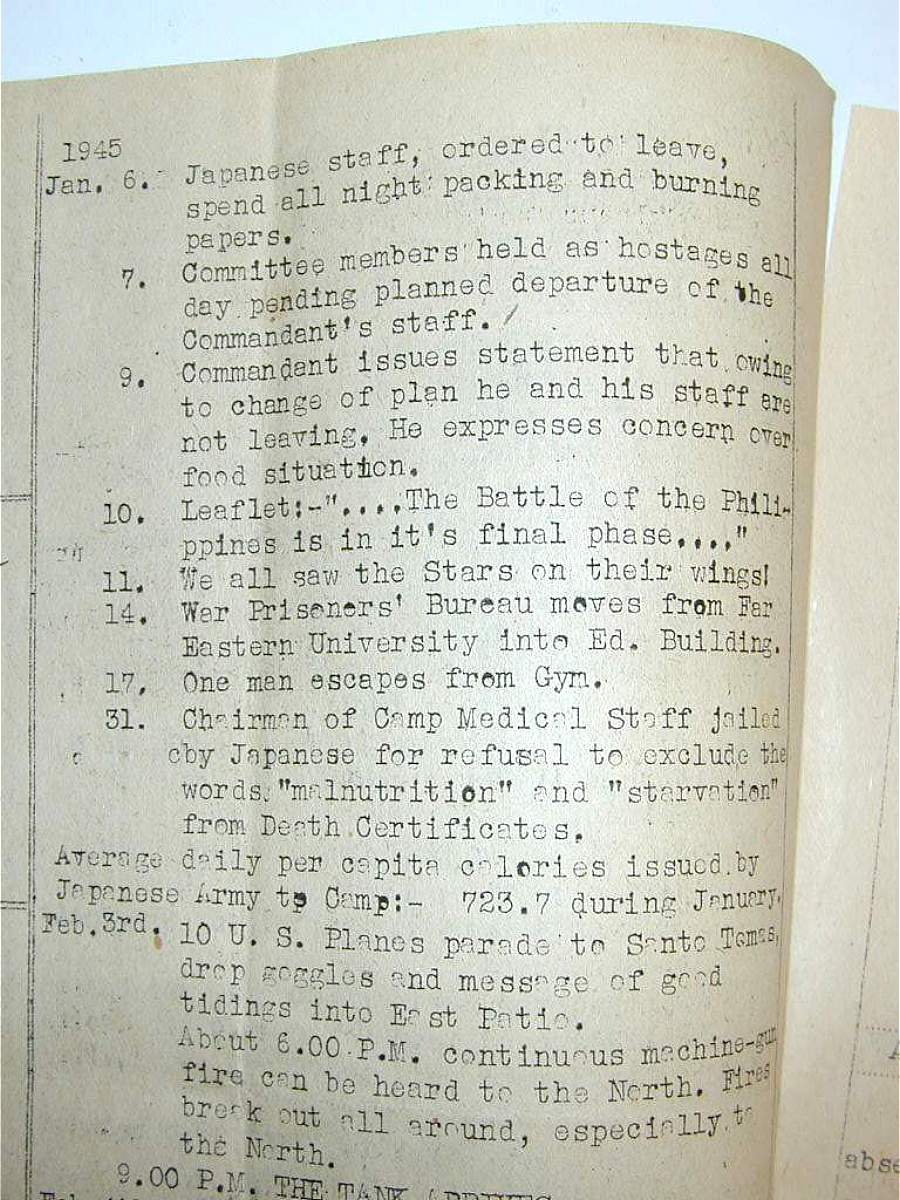 1945
Jan. 6. Japanese staff, ordered to leave,
spend all night packing and burning
papers.
7. Committee members held as hostages all
day pending planned departure of the
Commandant's staff.
9. Commandant issues statement that owing
to change of plan he and his staff are
not leaving. He expresses concern over
food situation.
10. Leaflet:-"....The Battle of the Phili-
ppines is in it's final phase...."
11. We all saw the Stars on their wings!
14. War Prisoners' Bureau moves from Far
Eastern University into Ed. Building.
17. One man escapes from Gym.
31. Chairman of Camp Medical Staff jailed
cby Japanese for refusal to exclude the
words "malnutrition" and "starvation"
from Death Certificates.
Average daily per capita calories issued by
Japanese Army to Camp:- 723.7 during January.
Feb.3rd. 10 U. S. Planes parade to Santo Tomas,
drop goggles and message of good
tidings into East Patio.
About 6.00 P.M. continuous machine-gun
fire can be heard to the North. Fires
break out all around, especially to
the North.
9.00 P.M. THE TANK ARRIVES
abse